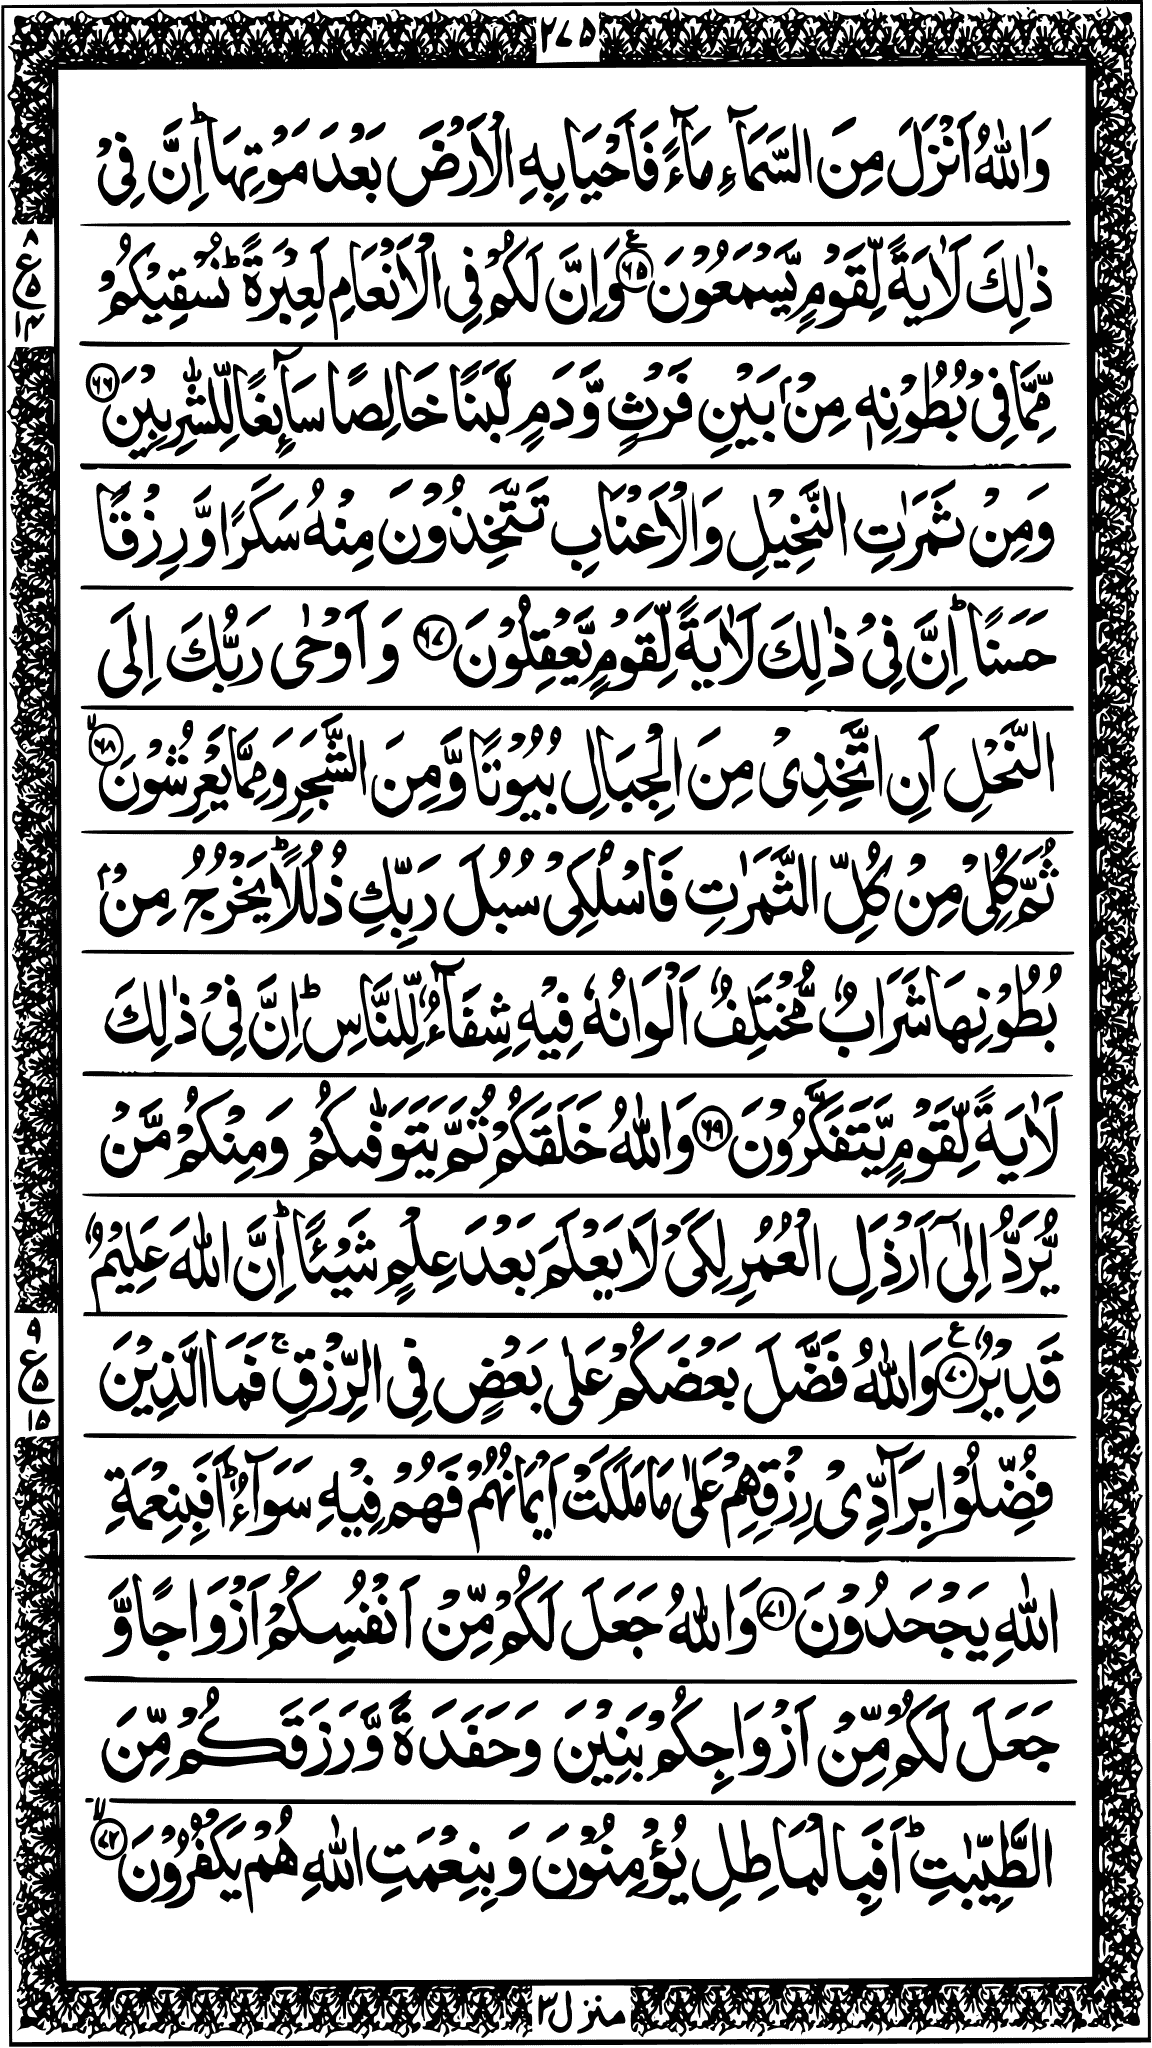 ۲۷۵
وَاللّٰهُ اَنْزَلَ مِنَ السَّمَآءِ مَآءً فَاَحْيَا بِهِ الْاَرْضَ بَعْدَ مَوْتِهَا ؕ اِنَّ فِىْ
ذٰلِكَ لَاٰيَةً لِّقَوْمٍ يَّسْمَعُوْنَ ﴿۶۵﴾ ع وَاِنَّ لَكُمْ فِى الْاَنْعَامِ لَعِبْرَةً ؕ نُسْقِيْكُمْ
۸
ع
۵
۱۴
مِّمَّا فِىْ بُطُوْنِهٖ مِنْۢ بَيْنِ فَرْثٍ وَّدَمٍ لَّبَنًا خَالِصًا سَآئِغًا لِّلشّٰرِبِيْنَ ﴿۶۶﴾
وَمِنْ ثَمَرٰتِ النَّخِيْلِ وَالْاَعْنَابِ تَتَّخِذُوْنَ مِنْهُ سَكَرًا وَّرِزْقًا
حَسَنًا ؕ اِنَّ فِىْ ذٰلِكَ لَاٰيَةً لِّقَوْمٍ يَّعْقِلُوْنَ ﴿۶۷﴾ وَاَوْحٰى رَبُّكَ اِلَى
النَّحْلِ اَنِ اتَّخِذِىْ مِنَ الْجِبَالِ بُيُوْتًا وَّمِنَ الشَّجَرِ وَمِمَّا يَعْرِشُوْنَ ﴿۶۸﴾ ۙ
ثُمَّ كُلِىْ مِنْ كُلِّ الثَّمَرٰتِ فَاسْلُكِىْ سُبُلَ رَبِّكِ ذُلُلًا ؕ يَخْرُجُ مِنْۢ
بُطُوْنِهَا شَرَابٌ مُّخْتَلِفٌ اَلْوَانُهٗ فِيْهِ شِفَآءٌ لِّلنَّاسِ ؕ اِنَّ فِىْ ذٰلِكَ
لَاٰيَةً لِّقَوْمٍ يَّتَفَكَّرُوْنَ ﴿۶۹﴾ وَاللّٰهُ خَلَقَكُمْ ثُمَّ يَتَوَفّٰىكُمْ وَمِنْكُمْ مَّنْ
يُّرَدُّ اِلٰٓى اَرْذَلِ الْعُمُرِ لِكَىْ لَا يَعْلَمَ بَعْدَ عِلْمٍ شَيْـًٔا ؕ اِنَّ اللّٰهَ عَلِيْمٌ
قَدِيْرٌ ﴿۷۰﴾ ع وَاللّٰهُ فَضَّلَ بَعْضَكُمْ عَلٰى بَعْضٍ فِى الرِّزْقِ ۚ فَمَا الَّذِيْنَ
۹
ع
۵
۱۵
فُضِّلُوْا بِرَآدِّىْ رِزْقِهِمْ عَلٰى مَا مَلَكَتْ اَيْمَانُهُمْ فَهُمْ فِيْهِ سَوَآءٌ ؕ اَفَبِنِعْمَةِ
اللّٰهِ يَجْحَدُوْنَ ﴿۷۱﴾ وَاللّٰهُ جَعَلَ لَكُمْ مِّنْ اَنْفُسِكُمْ اَزْوَاجًا وَّ
جَعَلَ لَكُمْ مِّنْ اَزْوَاجِكُمْ بَنِيْنَ وَحَفَدَةً وَّرَزَقَكُمْ مِّنَ
الطَّيِّبٰتِ ؕ اَفَبِالْبَاطِلِ يُؤْمِنُوْنَ وَبِنِعْمَتِ اللّٰهِ هُمْ يَكْفُرُوْنَ ﴿۷۲﴾ ۙ
منزل ۳